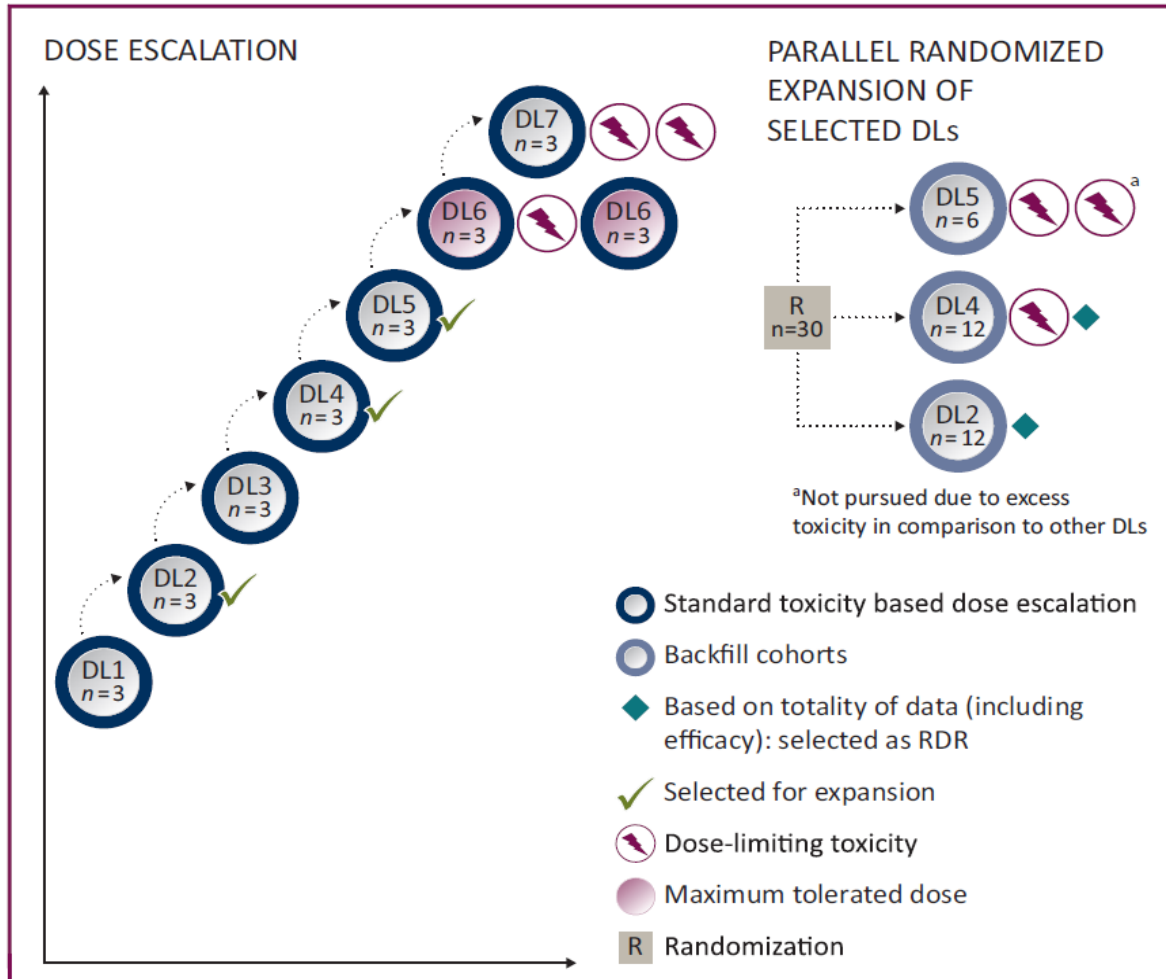 DOSE ESCALATION
DL7
n=3
DL6
n=3
DL6
n=3
DL5
n=3
DL4
n=3
DL3
n=3
DL2
n=3
DL1
n=3
PARALLEL RANDOMIZED
EXPANSION OF
SELECTED DLs
DL5
n=6
a
R
n=30
DL4
n=12
DL2
n=12
aNot pursued due to excess
toxicity in comparison to other DLs
Standard toxicity based dose escalation
Backfill cohorts
Based on totality of data (including
efficacy): selected as RDR
Selected for expansion
Dose-limiting toxicity
Maximum tolerated dose
R Randomization